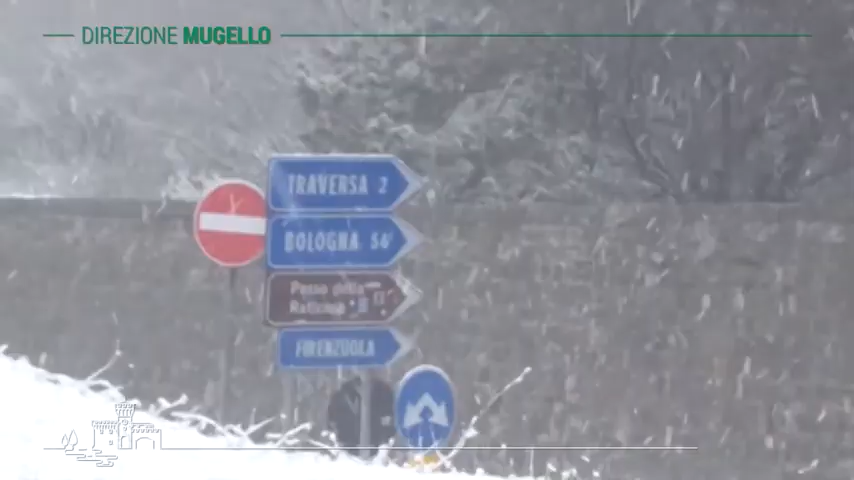 DIREZIONE MUGELLO
TRAVERSA 2
BOLOGNA 54
Passo della
Raticosa
FIRENZUOLA